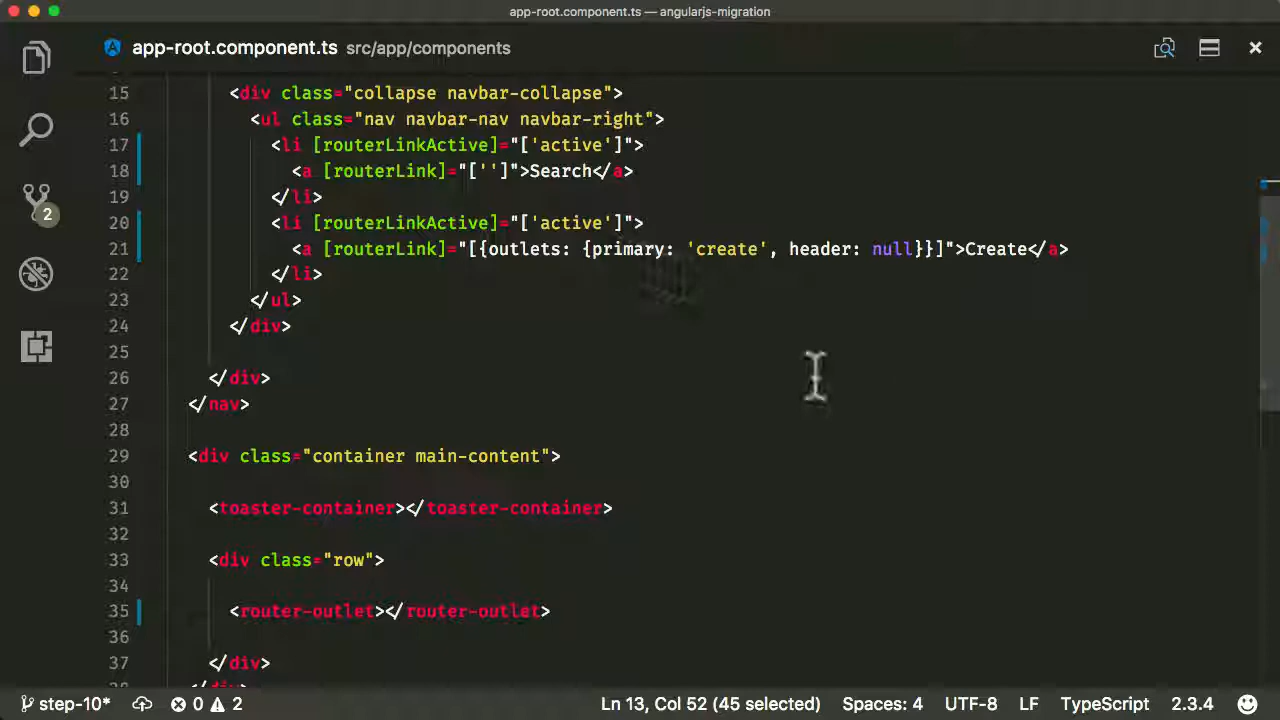 app-root.component.ts — angularjs-migration
app-root.component.ts src/app/components
15 <div class="collapse navbar-collapse">
16 <ul class="nav navbar-nav navbar-right">
17 <li [routerLinkActive]="['active']">
18 <a [routerLink]="['']">Search</a>
19 </li>
20 <li [routerLinkActive]="['active']">
21 <a [routerLink]="[{outlets: {primary: 'create', header: null}}]">Create</a>
22 </li>
23 </ul>
24 </div>
25
26 </div>
27 </nav>
28
29 <div class="container main-content">
30
31 <toaster-container></toaster-container>
32
33 <div class="row">
34
35 <router-outlet></router-outlet>
36
37 </div>
2
step-10* 0 2 Ln 13, Col 52 (45 selected) Spaces: 4 UTF-8 LF TypeScript 2.3.4